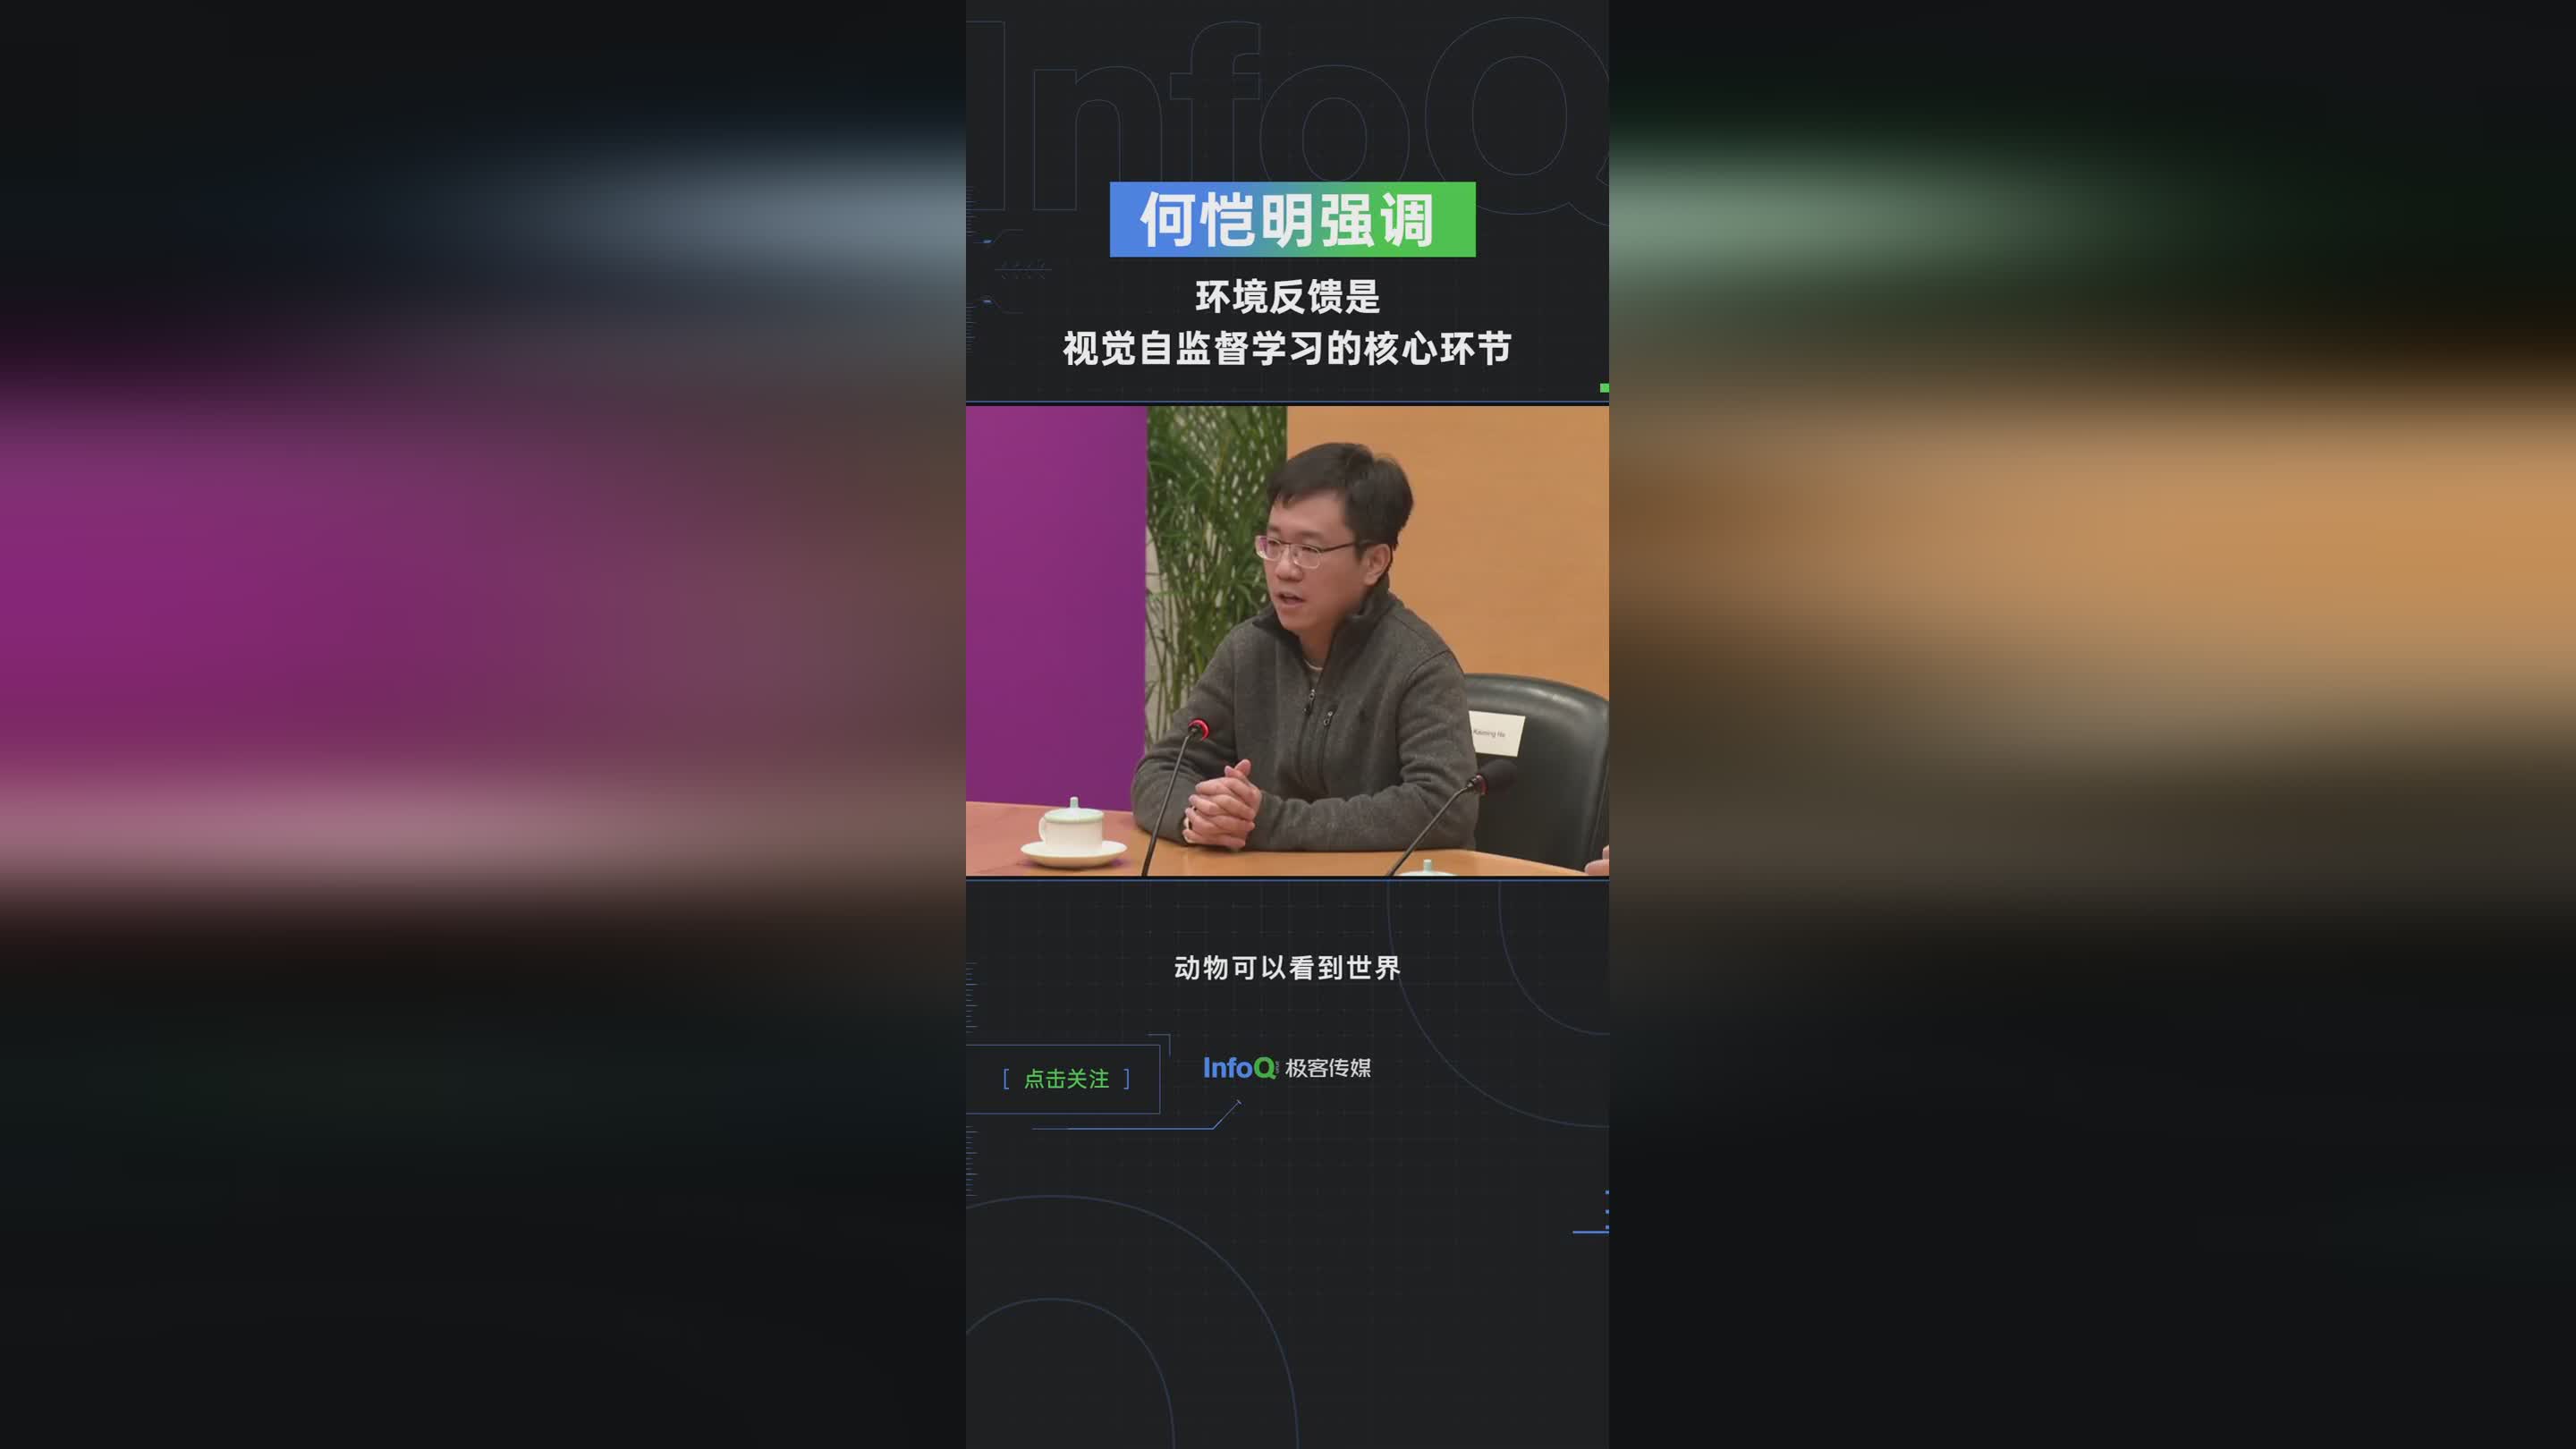 InfoQ
何恺明强调
环境反馈是
视觉自监督学习的核心环节
Kaiming He
动物可以看到世界
[ 点击关注 ]
InfoQ 极客传媒